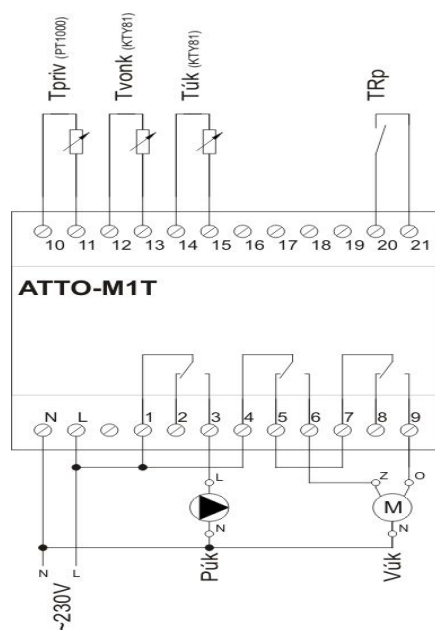 Tpriv (PT1000)
Tvonk (KTY81)
Túk (KTY81)
TRp
10 11 12 13 14 15 16 17 18 19 20 21
ATTO-M1T
N L 1 2 3 4 5 6 7 8 9
L
Z
O
M
N
N
N
L
~230V
Púk
Vúk